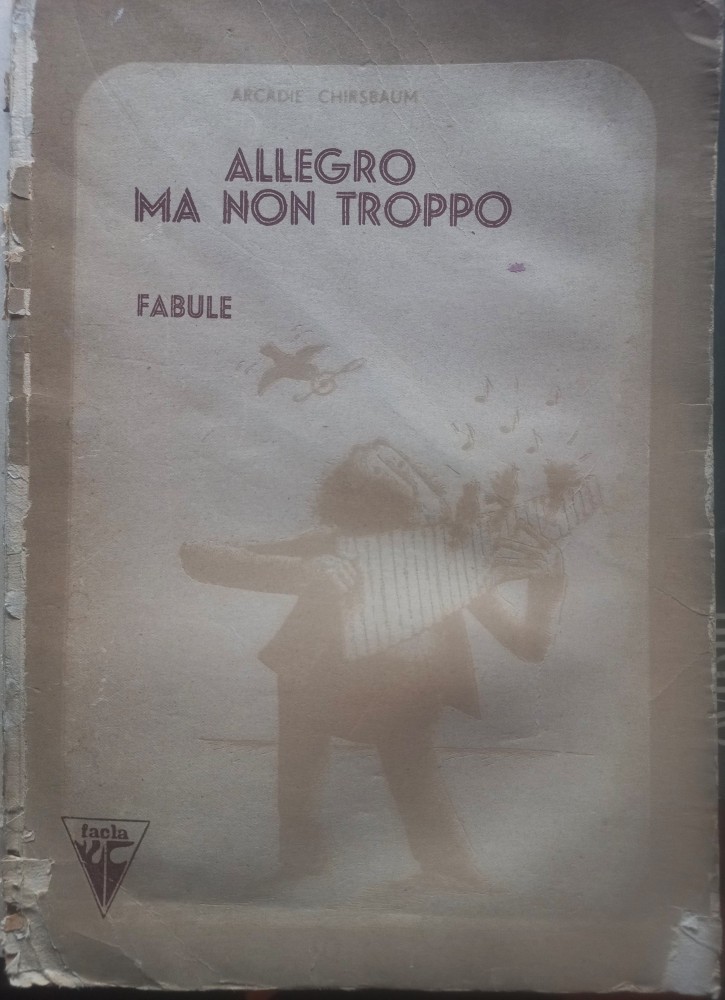 ARCADIE CHIRSBAUM
ALLEGRO
MA NON TROPPO
FABULE
facla